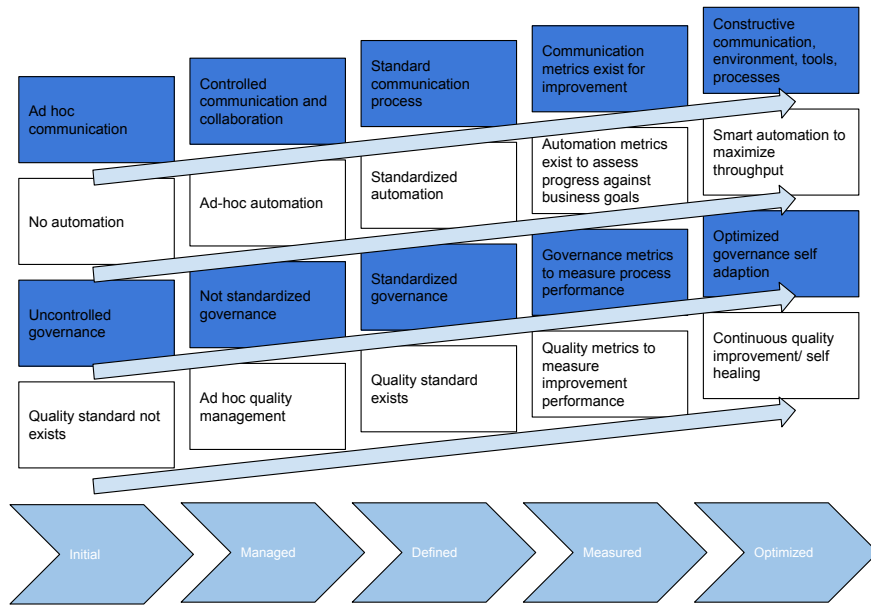 Ad hoc
communication
Controlled
communication and
collaboration
Standard
communication
process
Communication
metrics exist for
improvement
Constructive
communication,
environment, tools,
processes
No automation
Ad-hoc automation
Standardized
automation
Automation metrics
exist to assess
progress against
business goals
Smart automation to
maximize
throughput
Uncontrolled
governance
Not standardized
governance
Standardized
governance
Governance metrics
to measure process
performance
Optimized
governance self
adaption
Quality standard not
exists
Ad hoc quality
management
Quality standard
exists
Quality metrics to
measure
improvement
performance
Continuous quality
improvement/ self
healing
Initial
Managed
Defined
Measured
Optimized